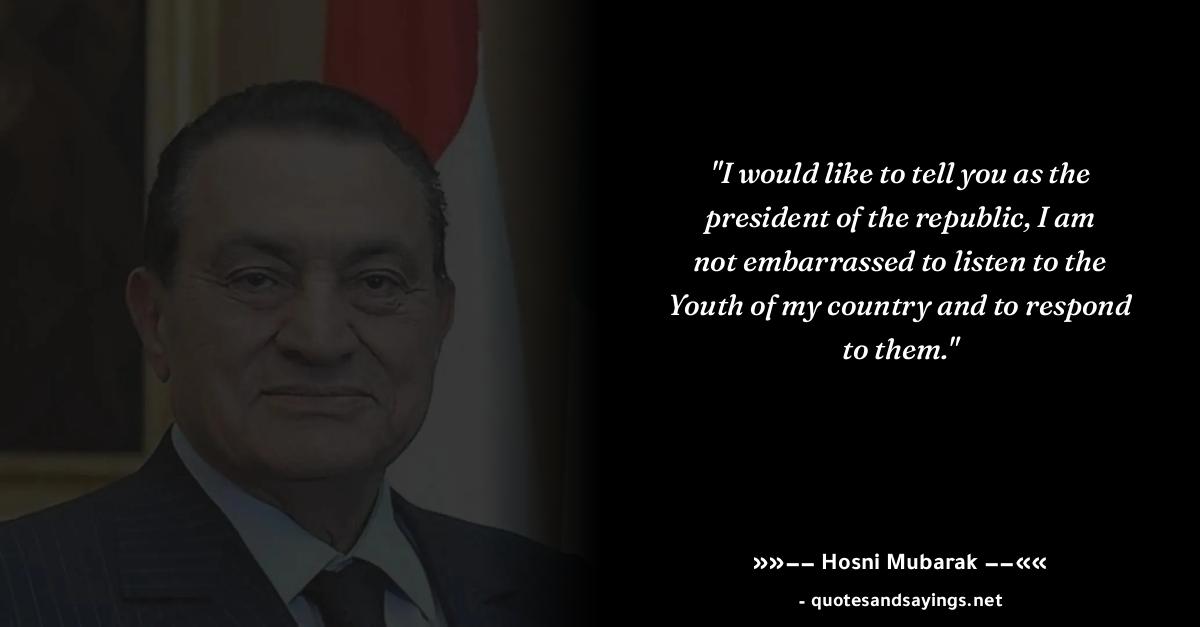 "I would like to tell you as the
president of the republic, I am
not embarrassed to listen to the
Youth of my country and to respond
to them."
»»−− Hosni Mubarak −−««
- quotesandsayings.net